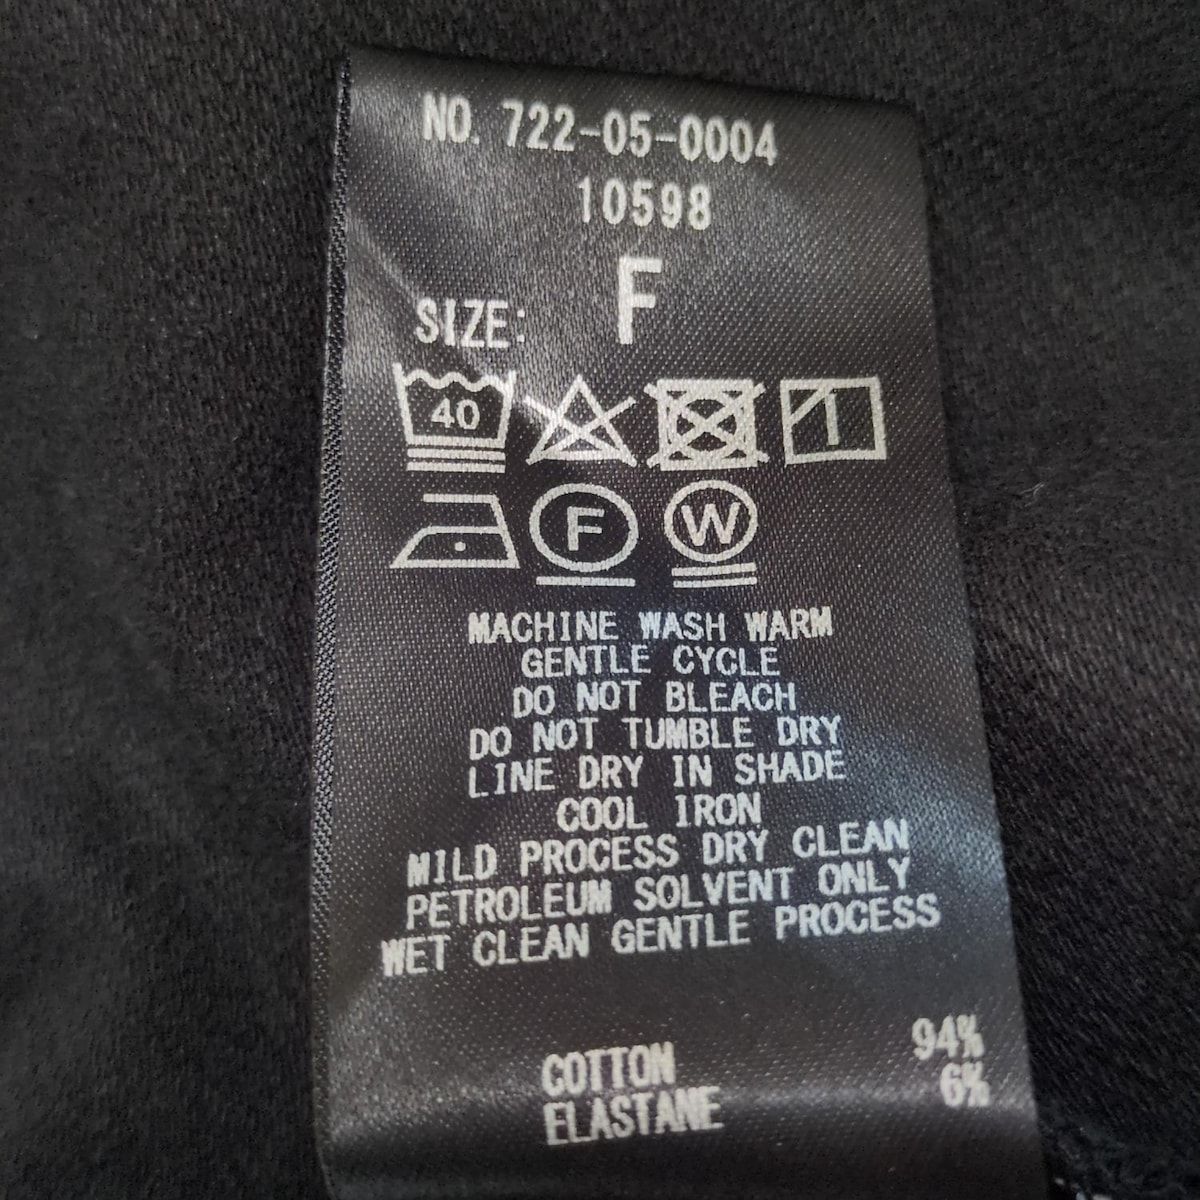 NO. 722-05-0004
10598
SIZE: F
40
F W
MACHINE WASH WARM
GENTLE CYCLE
DO NOT BLEACH
DO NOT TUMBLE DRY
LINE DRY IN SHADE
COOL IRON
MILD PROCESS DRY CLEAN
PETROLEUM SOLVENT ONLY
WET CLEAN GENTLE PROCESS
COTTON 94%
ELASTANE 6%